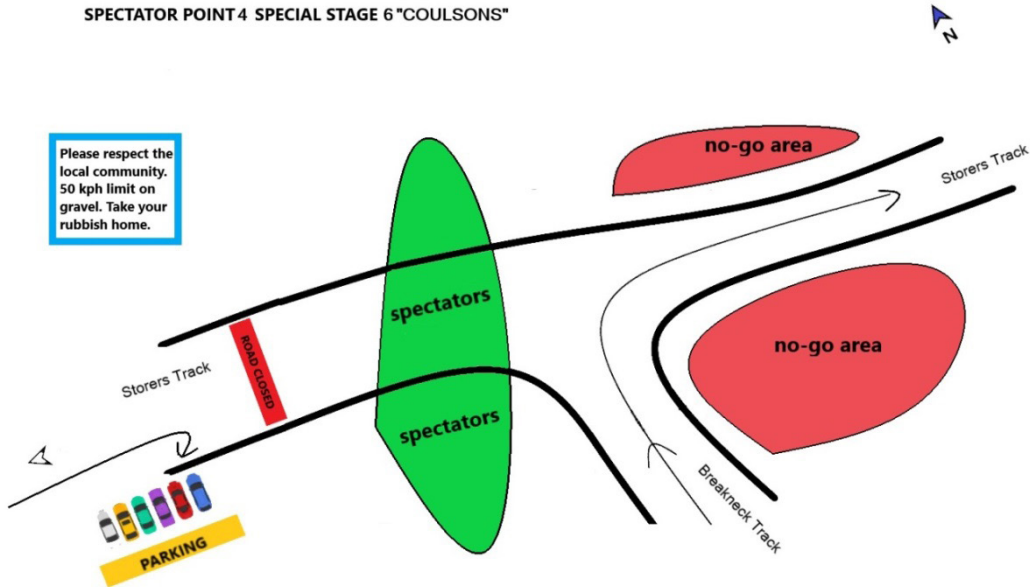 SPECTATOR POINT 4 SPECIAL STAGE 6 "COULSONS"
N
Please respect the
local community.
50 kph limit on
gravel. Take your
rubbish home.
no-go area
Storers Track
spectators
no-go area
ROAD CLOSED
Storers Track
spectators
Breakneck Track
PARKING